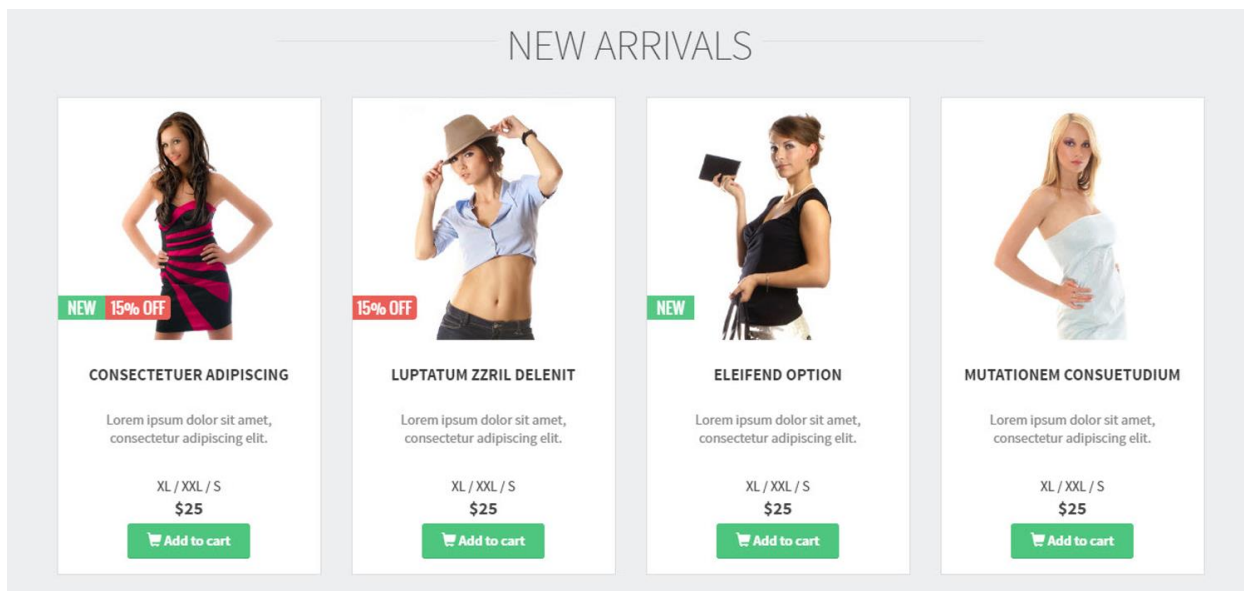 NEW ARRIVALS
NEW 15% OFF
CONSECTETUER ADIPISCING
Lorem ipsum dolor sit amet,
consectetur adipiscing elit.
XL / XXL / S
$25
Add to cart
15% OFF
LUPTATUM ZZRIL DELENIT
Lorem ipsum dolor sit amet,
consectetur adipiscing elit.
XL / XXL / S
$25
Add to cart
NEW
ELEIFEND OPTION
Lorem ipsum dolor sit amet,
consectetur adipiscing elit.
XL / XXL / S
$25
Add to cart
MUTATIONEM CONSUETUDIUM
Lorem ipsum dolor sit amet,
consectetur adipiscing elit.
XL / XXL / S
$25
Add to cart